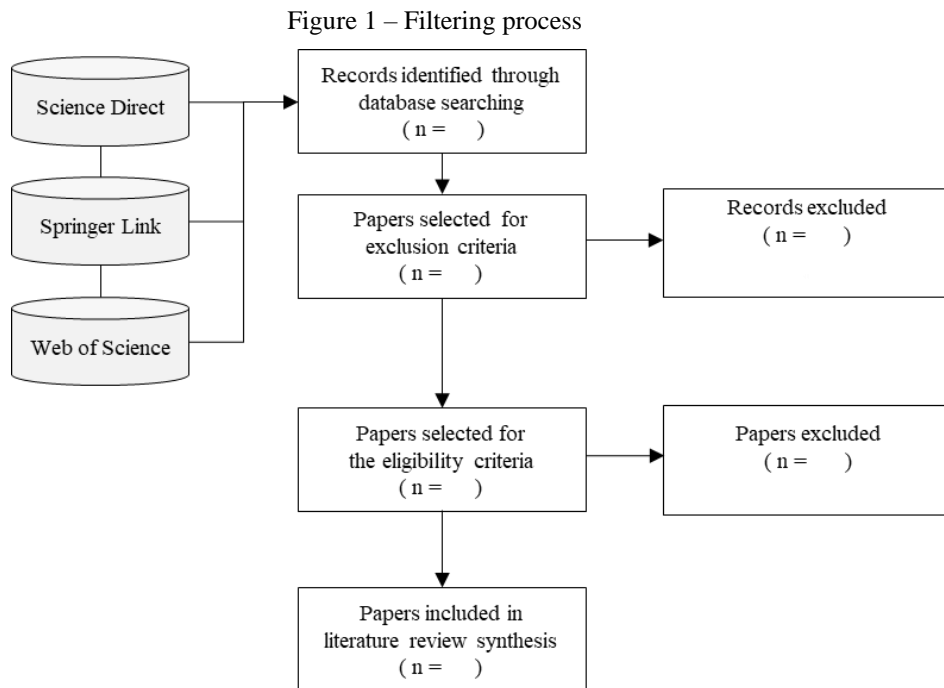 Figure 1 – Filtering process
Science Direct
Springer Link
Web of Science
Records identified through
database searching
( n =     )
Papers selected for
exclusion criteria
( n =     )
Records excluded
( n =     )
Papers selected for
the eligibility criteria
( n =     )
Papers excluded
( n =     )
Papers included in
literature review synthesis
( n =     )